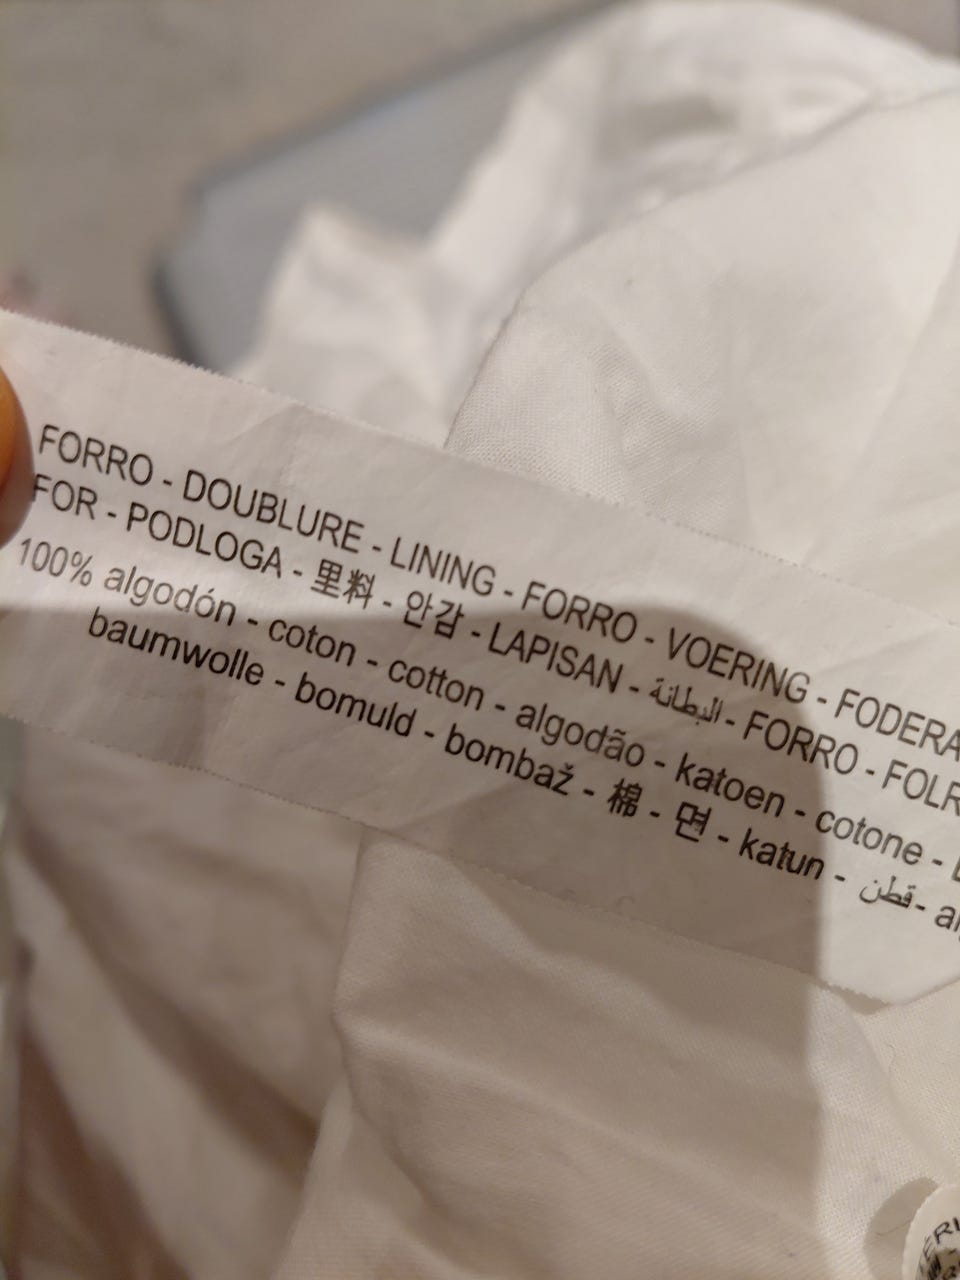 FORRO - DOUBLURE - LINING - FORRO - VOERING - FODERA
FOR - PODLOGA - 里料 - 안감 - LAPISAN - البطانة - FORRO - FOLR
100% algodón - coton - cotton - algodão - katoen - cotone -
baumwolle - bomuld - bombaž - 棉 - 면 - katun - قطن -